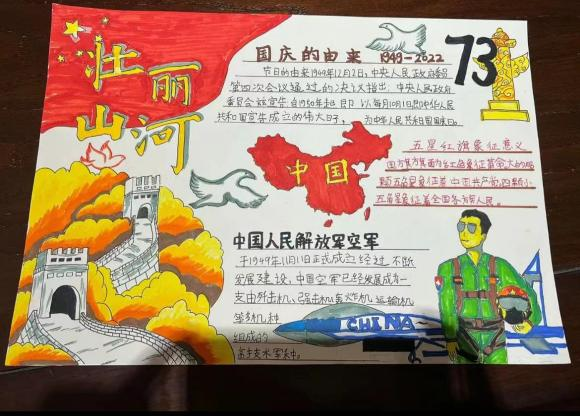 壮丽
山河
国庆的由来 1949-2022
73
节日的由来1949年12月2日,中央人民政府委员会
第四次会议通过的决议指出:中央人民政府
委员会宣告自1950年起即以每月10月1日即中华人民
共和国宣告成立的伟大日子,为中华人民共和国国庆日。
五星红旗象征意义
中国
中国人民解放军空军
于1949年11月11日正式成立经过不断
发展建设,中国空军已经发展成为一
支由歼击机、强击机、轰炸机、运输机
等多机种
组成的
CHINA